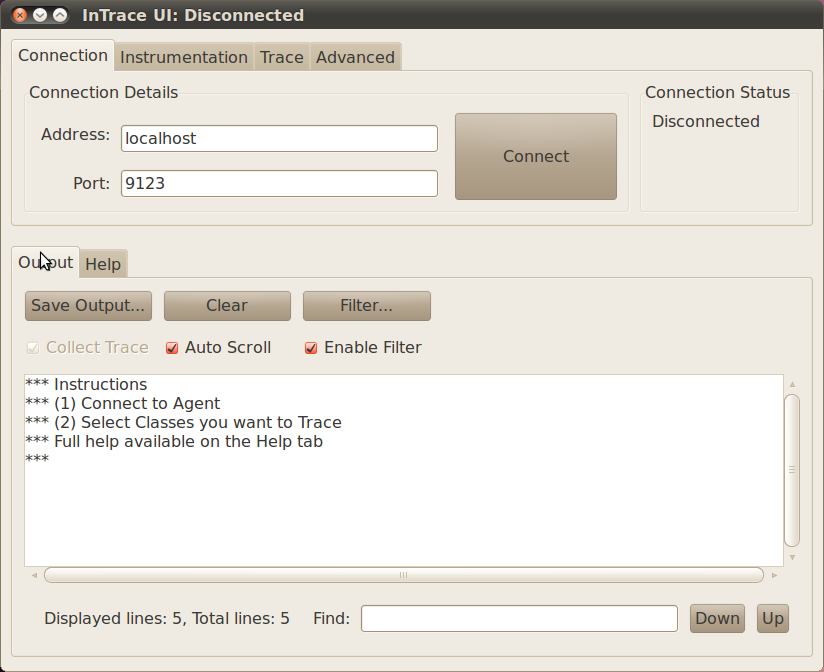 InTrace UI: Disconnected
Connection Instrumentation Trace Advanced
Connection Details
Connection Status
Address: localhost
Port: 9123
Connect
Disconnected
Output Help
Save Output... Clear Filter...
Collect Trace Auto Scroll Enable Filter
*** Instructions
*** (1) Connect to Agent
*** (2) Select Classes you want to Trace
*** Full help available on the Help tab
***
Displayed lines: 5, Total lines: 5 Find: Down Up